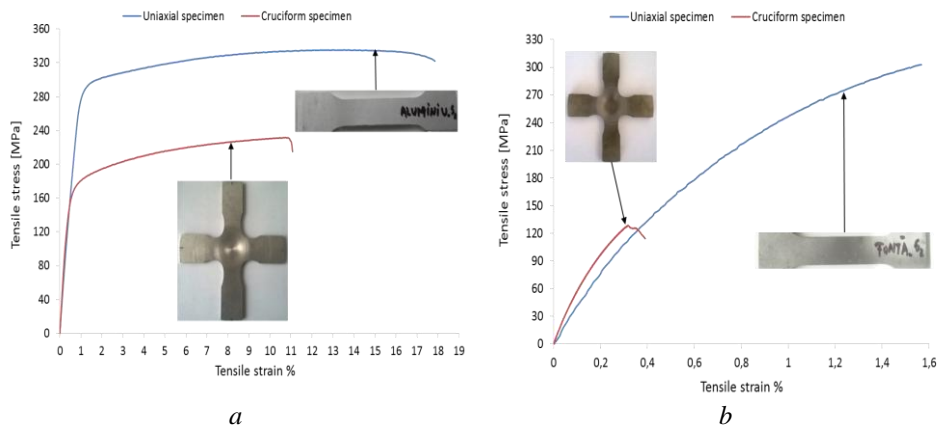 Uniaxial specimen Cruciform specimen
Tensile stress [MPa]
360
320
280
240
200
160
120
80
40
0
0 1 2 3 4 5 6 7 8 9 10 11 12 13 14 15 16 17 18 19
Tensile strain %
ALUMINIU.S₂
a
Uniaxial specimen Cruciform specimen
Tensile stress [MPa]
330
300
270
240
210
180
150
120
90
60
30
0
0 0,2 0,4 0,6 0,8 1 1,2 1,4 1,6
Tensile strain %
FONTĂ. S₂
b